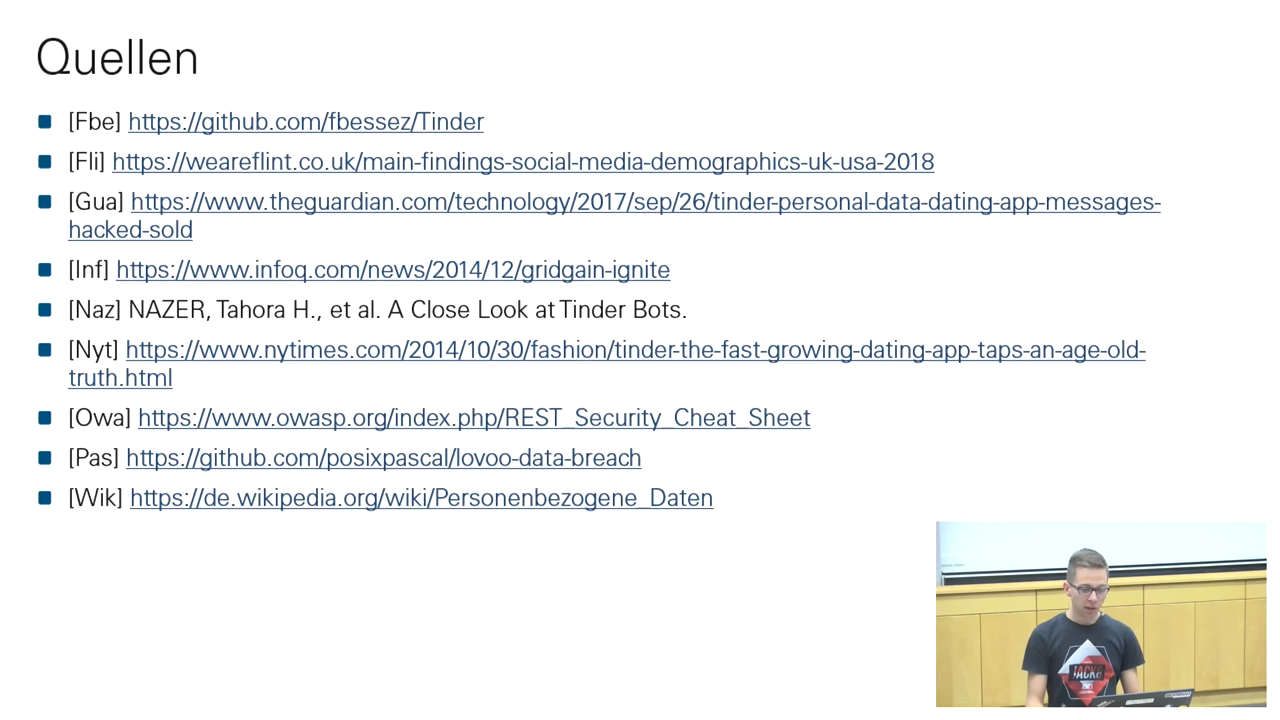 Quellen
[Fbe] https://github.com/fbessez/Tinder
[Fli] https://weareflint.co.uk/main-findings-social-media-demographics-uk-usa-2018
[Gua] https://www.theguardian.com/technology/2017/sep/26/tinder-personal-data-dating-app-messages-
hacked-sold
[Inf] https://www.infoq.com/news/2014/12/gridgain-ignite
[Naz] NAZER, Tahora H., et al. A Close Look at Tinder Bots.
[Nyt] https://www.nytimes.com/2014/10/30/fashion/tinder-the-fast-growing-dating-app-taps-an-age-old-
truth.html
[Owa] https://www.owasp.org/index.php/REST_Security_Cheat_Sheet
[Pas] https://github.com/posixpascal/lovoo-data-breach
[Wik] https://de.wikipedia.org/wiki/Personenbezogene_Daten